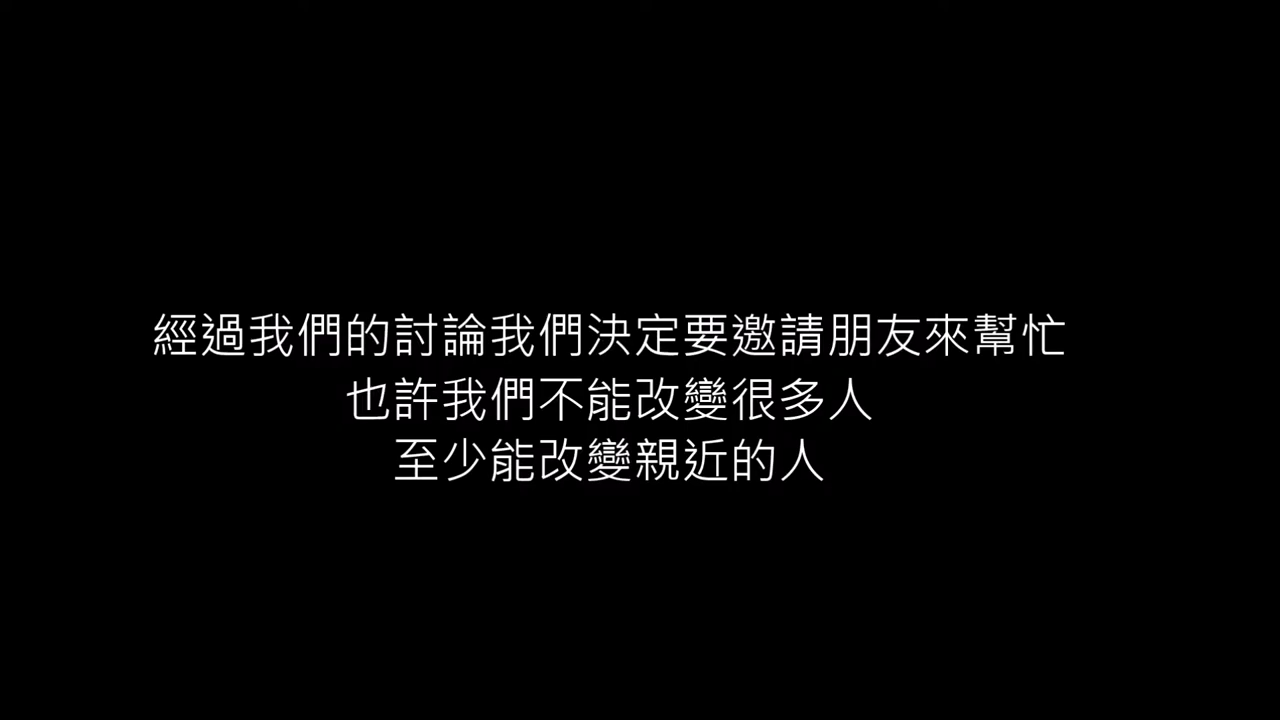 經過我們的討論我們決定要邀請朋友來幫忙
也許我們不能改變很多人
至少能改變親近的人